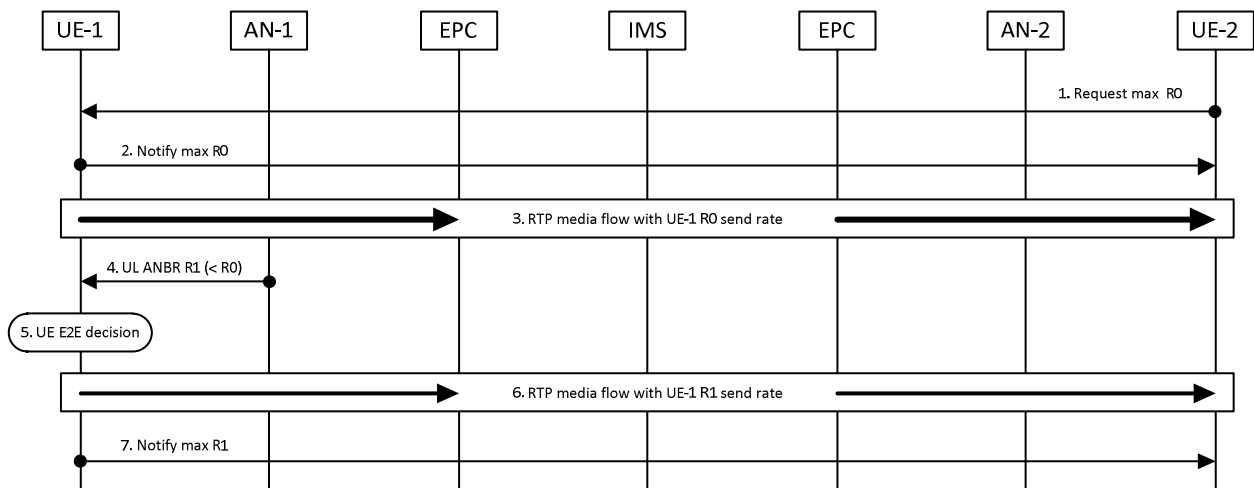 UE-1
AN-1
EPC
IMS
EPC
AN-2
UE-2
1. Request max R0
2. Notify max R0
3. RTP media flow with UE-1 R0 send rate
4. UL ANBR R1 (< R0)
5. UE E2E decision
6. RTP media flow with UE-1 R1 send rate
7. Notify max R1